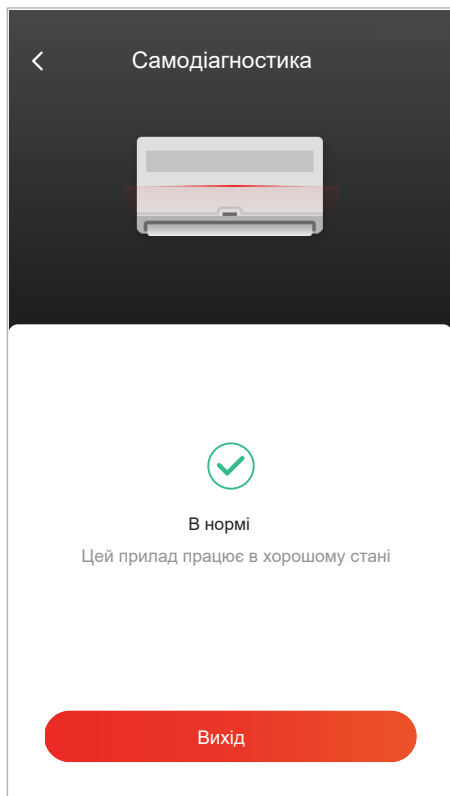 Самодіагностика
В нормі
Цей прилад працює в хорошому стані
Вихід